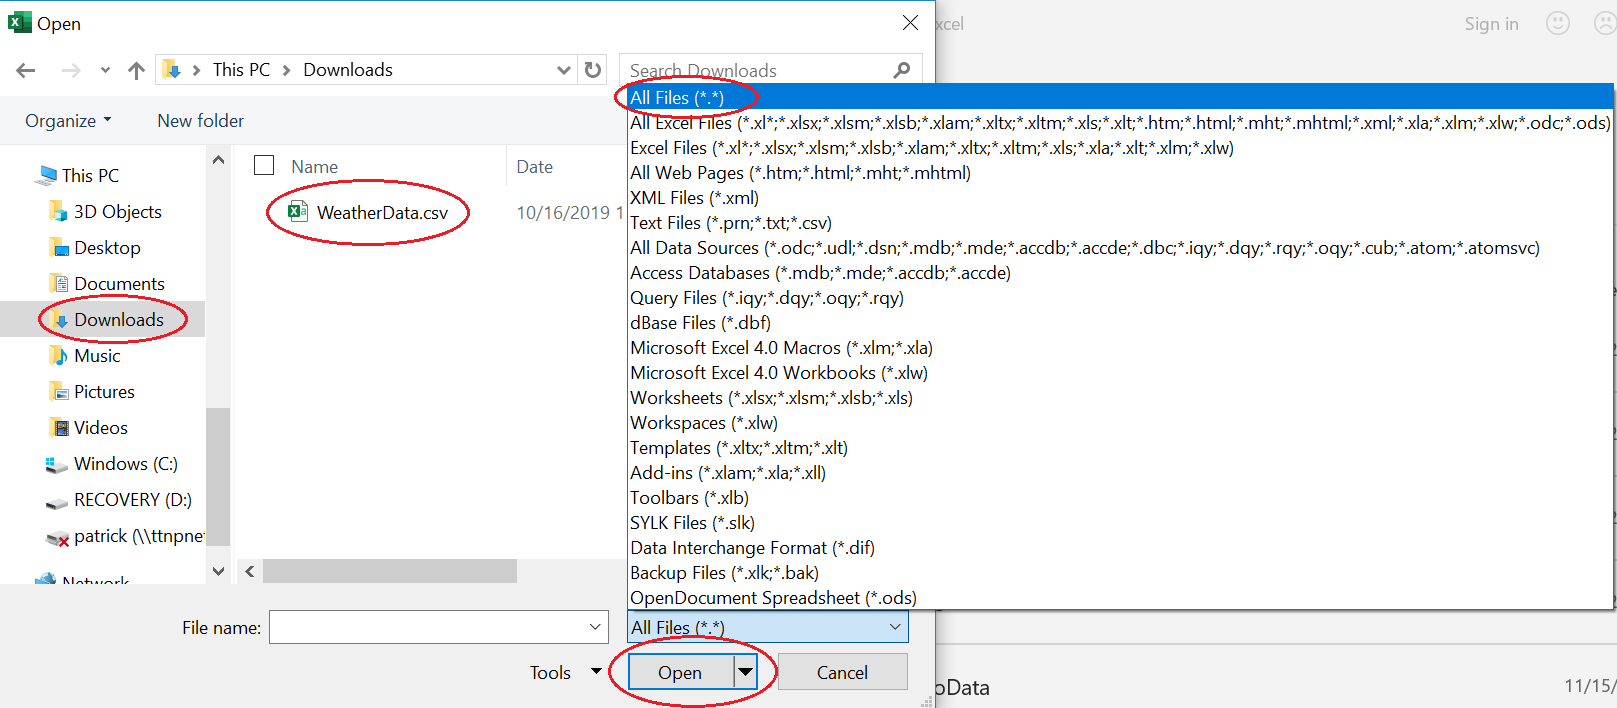 Open
xcel
Sign in
This PC > Downloads
Search Downloads
Organize
New folder
This PC
3D Objects
Desktop
Documents
Downloads
Music
Pictures
Videos
Windows (C:)
RECOVERY (D:)
patrick (\\ttnpnet
Network
Name
Date
WeatherData.csv
10/16/2019 1
All Files (*.*)
All Excel Files (*.xl*;*.xlsx;*.xlsm;*.xlsb;*.xlam;*.xltx;*.xltm;*.xls;*.xlt;*.htm;*.html;*.mht;*.mhtml;*.xml;*.xla;*.xlm;*.xlw;*.odc;*.ods)
Excel Files (*.xl*;*.xlsx;*.xlsm;*.xlsb;*.xlam;*.xltx;*.xltm;*.xls;*.xla;*.xlt;*.xlm;*.xlw)
All Web Pages (*.htm;*.html;*.mht;*.mhtml)
XML Files (*.xml)
Text Files (*.prn;*.txt;*.csv)
All Data Sources (*.odc;*.udl;*.dsn;*.mdb;*.mde;*.accdb;*.accde;*.dbc;*.iqy;*.dqy;*.rqy;*.oqy;*.cub;*.atom;*.atomsvc)
Access Databases (*.mdb;*.mde;*.accdb;*.accde)
Query Files (*.iqy;*.dqy;*.oqy;*.rqy)
dBase Files (*.dbf)
Microsoft Excel 4.0 Macros (*.xlm;*.xla)
Microsoft Excel 4.0 Workbooks (*.xlw)
Worksheets (*.xlsx;*.xlsm;*.xlsb;*.xls)
Workspaces (*.xlw)
Templates (*.xltx;*.xltm;*.xlt)
Add-ins (*.xlam;*.xla;*.xll)
Toolbars (*.xlb)
SYLK Files (*.slk)
Data Interchange Format (*.dif)
Backup Files (*.xlk;*.bak)
OpenDocument Spreadsheet (*.ods)
File name:
All Files (*.*)
Tools
Open
Cancel
oData
11/15/